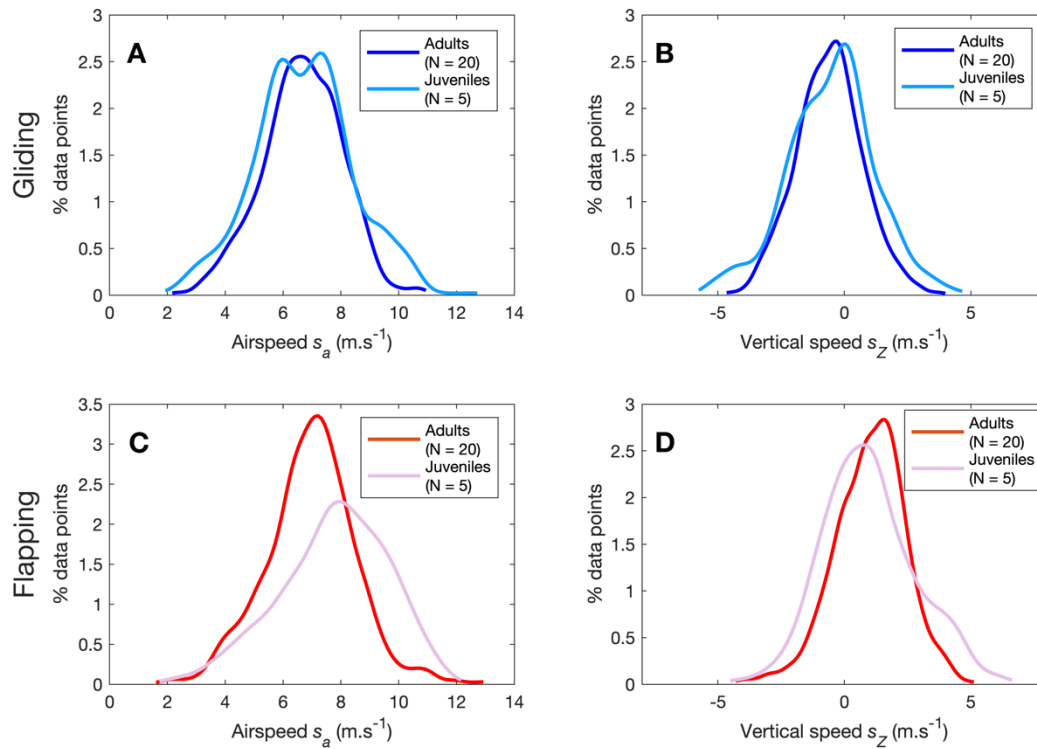 A
Adults
(N = 20)
Juveniles
(N = 5)
3
2.5
2
1.5
1
0.5
0
% data points
Gliding
0 2 4 6 8 10 12 14
Airspeed s_a (m.s⁻¹)
B
Adults
(N = 20)
Juveniles
(N = 5)
3
2.5
2
1.5
1
0.5
0
% data points
-5 0 5
Vertical speed s_Z (m.s⁻¹)
C
Adults
(N = 20)
Juveniles
(N = 5)
3.5
3
2.5
2
1.5
1
0.5
0
% data points
Flapping
0 2 4 6 8 10 12 14
Airspeed s_a (m.s⁻¹)
D
Adults
(N = 20)
Juveniles
(N = 5)
3
2.5
2
1.5
1
0.5
0
% data points
-5 0 5
Vertical speed s_Z (m.s⁻¹)